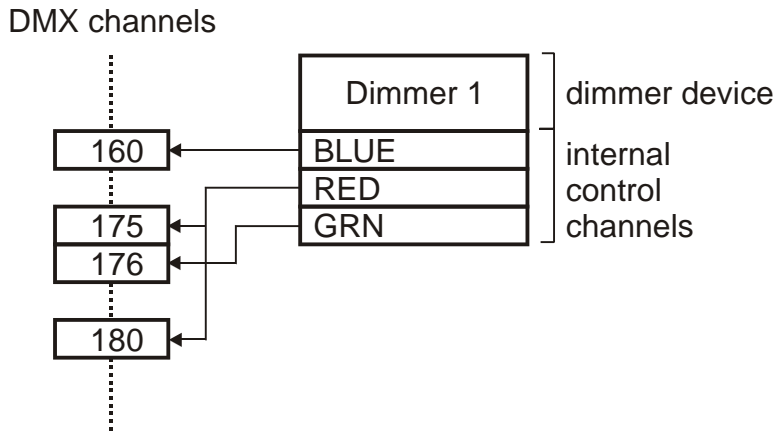 DMX channels
Dimmer 1
dimmer device
160
BLUE
internal
RED
control
175
GRN
channels
176
180